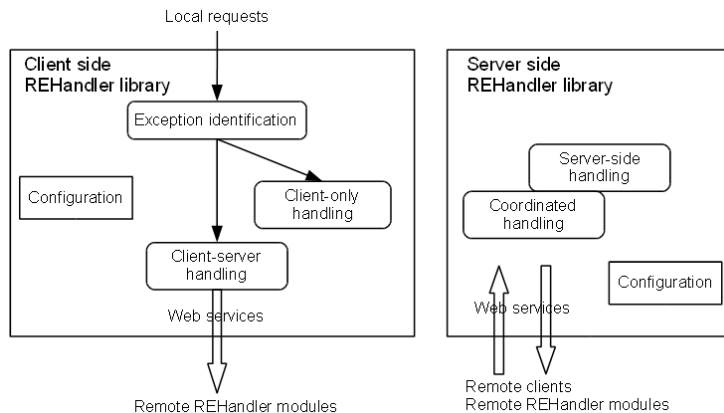 Local requests
Client side
REHandler library
Exception identification
Configuration
Client-only
handling
Client-server
handling
Web services
Remote REHandler modules
Server side
REHandler library
Server-side
handling
Coordinated
handling
Configuration
Web services
Remote clients
Remote REHandler modules